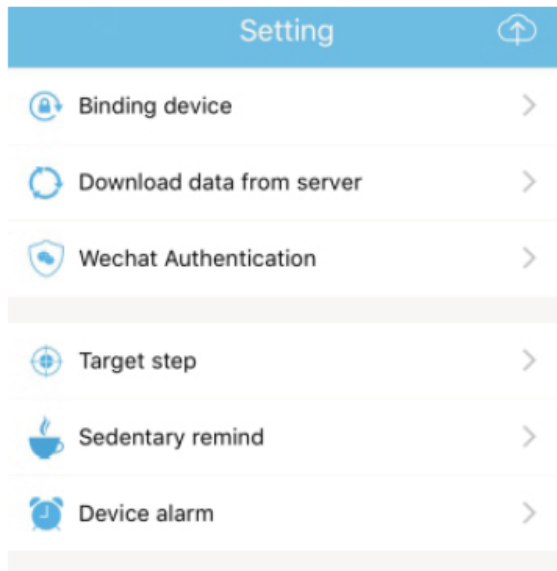 Setting
Binding device
Download data from server
Wechat Authentication
Target step
Sedentary remind
Device alarm